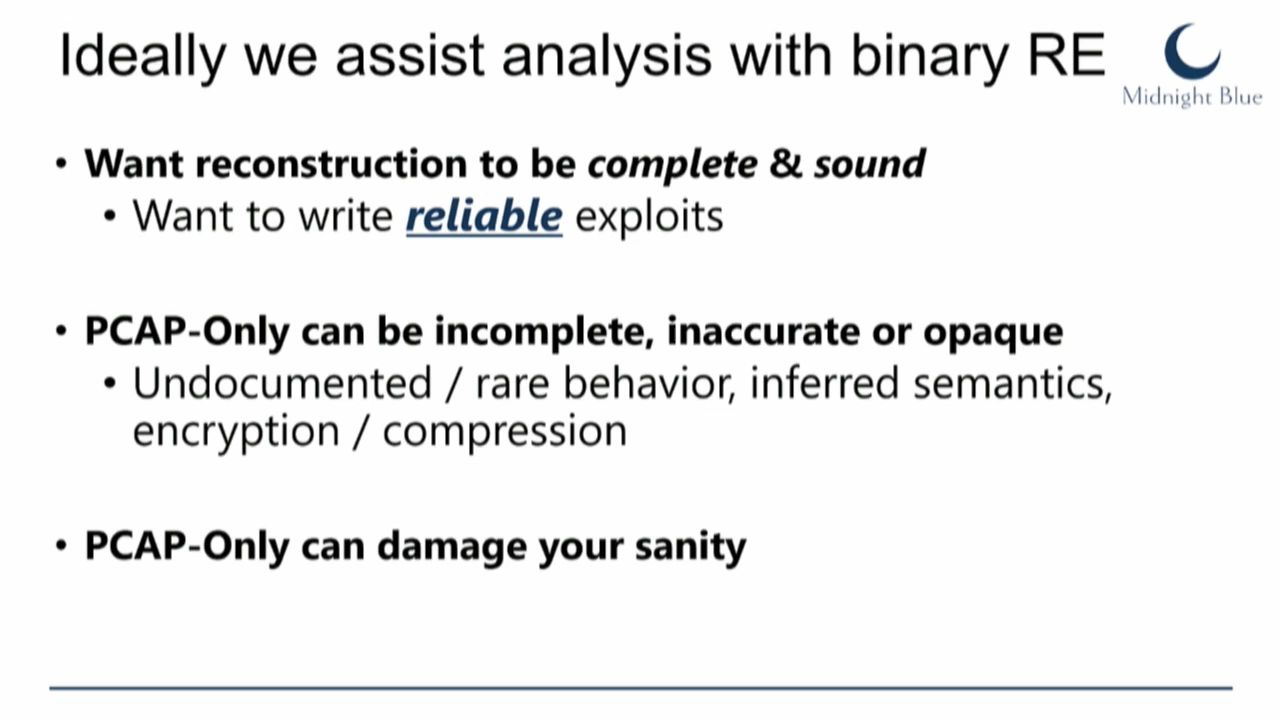 Ideally we assist analysis with binary RE
Midnight Blue
• Want reconstruction to be complete & sound
• Want to write reliable exploits
• PCAP-Only can be incomplete, inaccurate or opaque
• Undocumented / rare behavior, inferred semantics,
encryption / compression
• PCAP-Only can damage your sanity